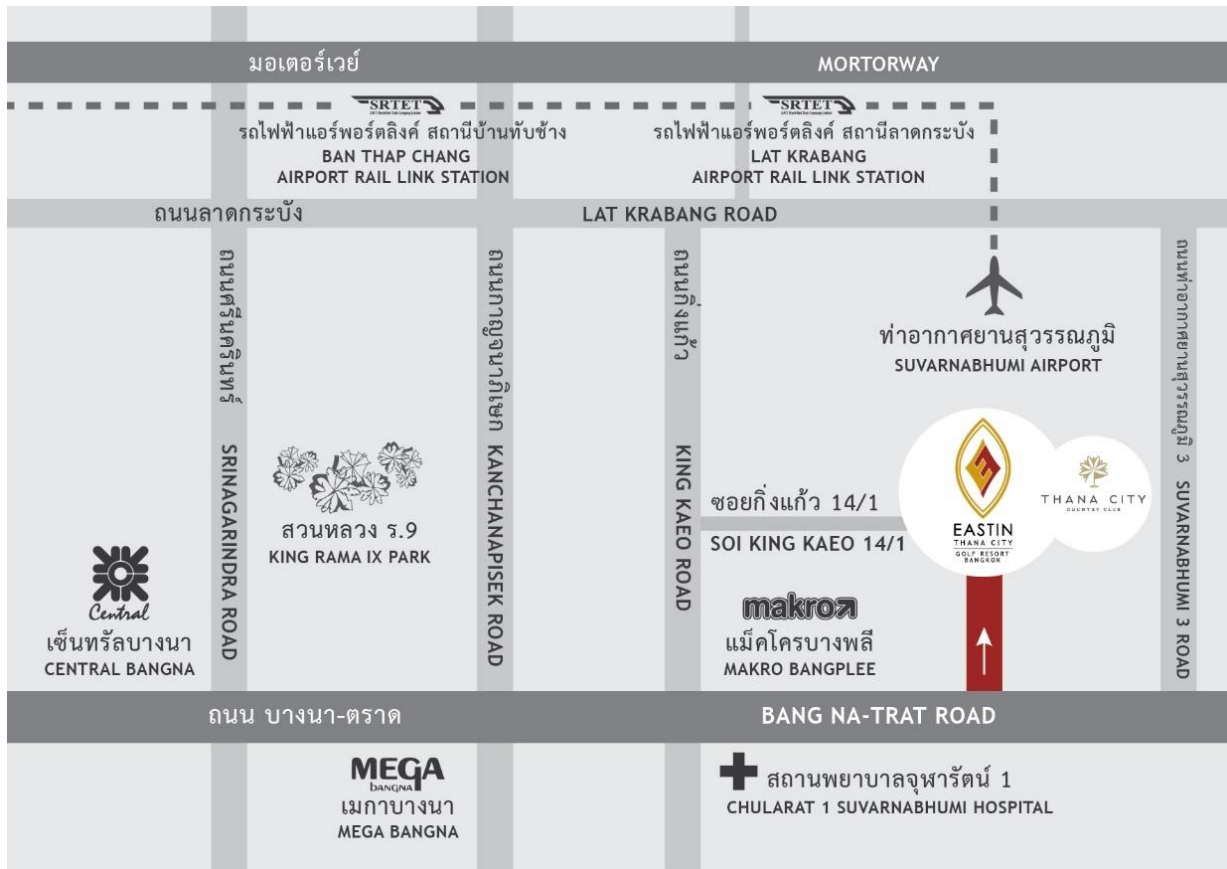 มอเตอร์เวย์
MORTORWAY
SRTET
SRTET
รถไฟฟ้าแอร์พอร์ตลิงค์ สถานีบ้านทับช้าง
BAN THAP CHANG
AIRPORT RAIL LINK STATION
รถไฟฟ้าแอร์พอร์ตลิงค์ สถานีลาดกระบัง
LAT KRABANG
AIRPORT RAIL LINK STATION
ถนนลาดกระบัง
LAT KRABANG ROAD
ถนนศรีนครินทร์
SRINAGARINDRA ROAD
ถนนกาญจนาภิเษก
KANCHANAPISEK ROAD
ถนนกิ่งแก้ว
KING KAEO ROAD
ถนนท่าอากาศยานสุวรรณภูมิ 3
SUVARNABHUMI 3 ROAD
ท่าอากาศยานสุวรรณภูมิ
SUVARNABHUMI AIRPORT
สวนหลวง ร.9
KING RAMA IX PARK
ซอยกิ่งแก้ว 14/1
SOI KING KAEO 14/1
EASTIN
THANA CITY
GOLF RESORT
BANGKOK
THANA CITY
COUNTRY CLUB
Central
เซ็นทรัลบางนา
CENTRAL BANGNA
makro
แม็คโครบางพลี
MAKRO BANGPLEE
ถนน บางนา-ตราด
BANG NA-TRAT ROAD
MEGA
BANGNA
เมกาบางนา
MEGA BANGNA
สถานพยาบาลจุฬารัตน์ 1
CHULARAT 1 SUVARNABHUMI HOSPITAL